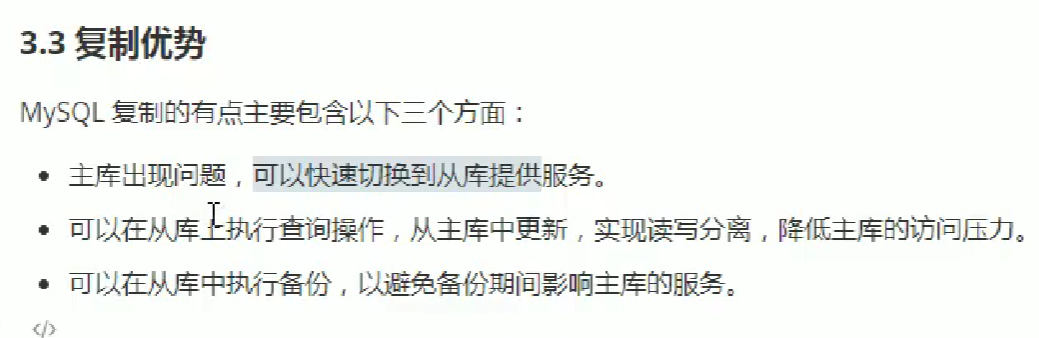 3.3 复制优势
MySQL 复制的有点主要包含以下三个方面：
主库出现问题，可以快速切换到从库提供服务。
可以在从库上执行查询操作，从主库中更新，实现读写分离，降低主库的访问压力。
可以在从库中执行备份，以避免备份期间影响主库的服务。
</>